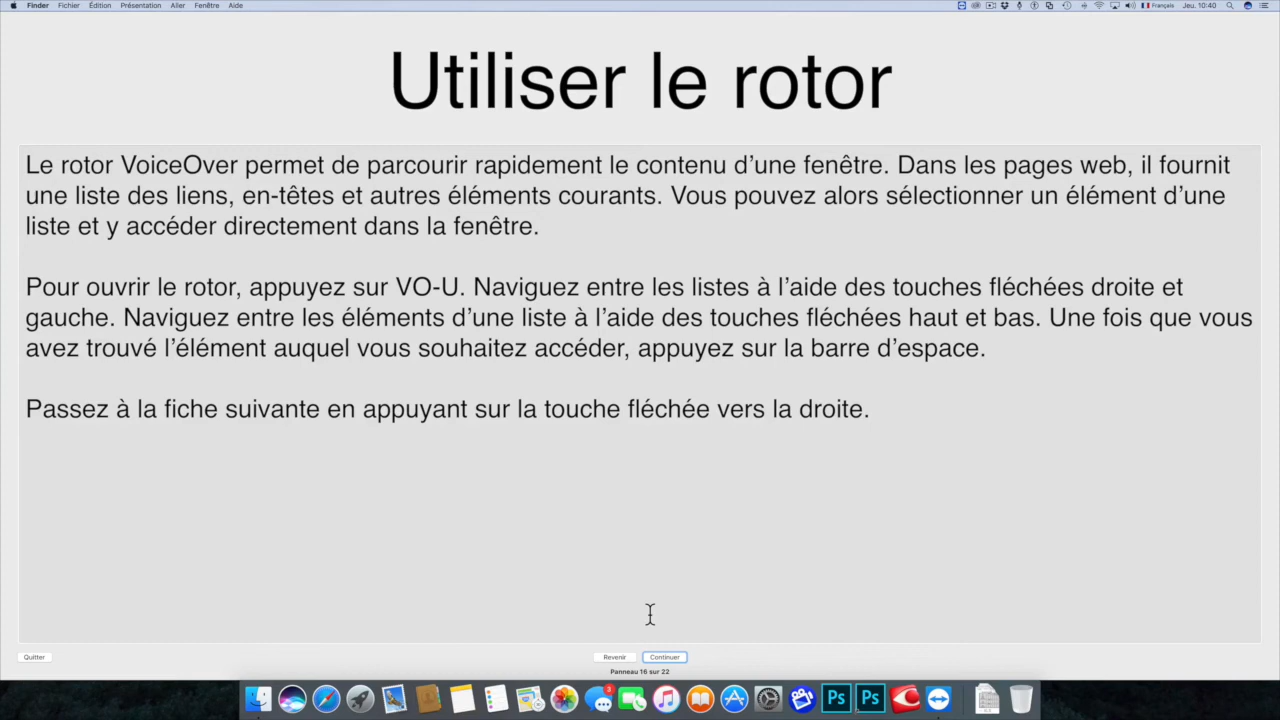 Finder Fichier Édition Présentation Aller Fenêtre Aide Français Jeu. 10:40
Utiliser le rotor
Le rotor VoiceOver permet de parcourir rapidement le contenu d’une fenêtre. Dans les pages web, il fournit
une liste des liens, en-têtes et autres éléments courants. Vous pouvez alors sélectionner un élément d’une
liste et y accéder directement dans la fenêtre.
Pour ouvrir le rotor, appuyez sur VO-U. Naviguez entre les listes à l’aide des touches fléchées droite et
gauche. Naviguez entre les éléments d’une liste à l’aide des touches fléchées haut et bas. Une fois que vous
avez trouvé l’élément auquel vous souhaitez accéder, appuyez sur la barre d’espace.
Passez à la fiche suivante en appuyant sur la touche fléchée vers la droite.
Quitter Revenir Continuer
Panneau 16 sur 22
3 Ps Ps